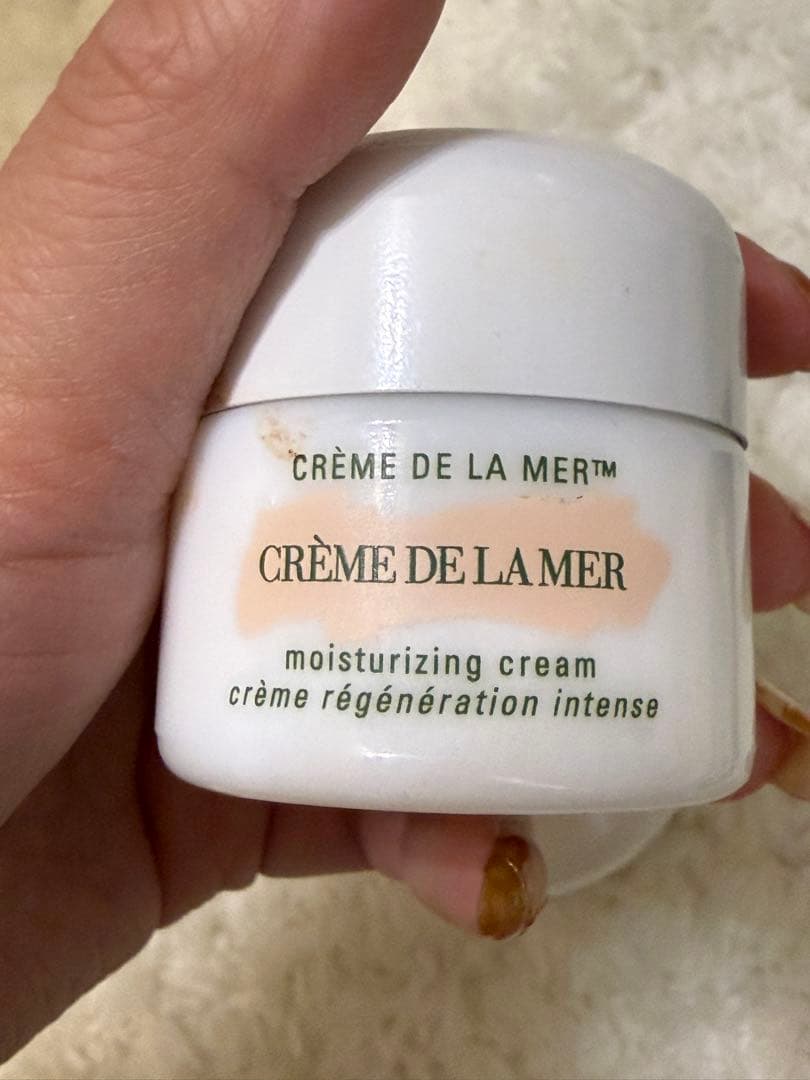 CRÈME DE LA MER™
CRÈME DE LA MER
moisturizing cream
crème régénération intense